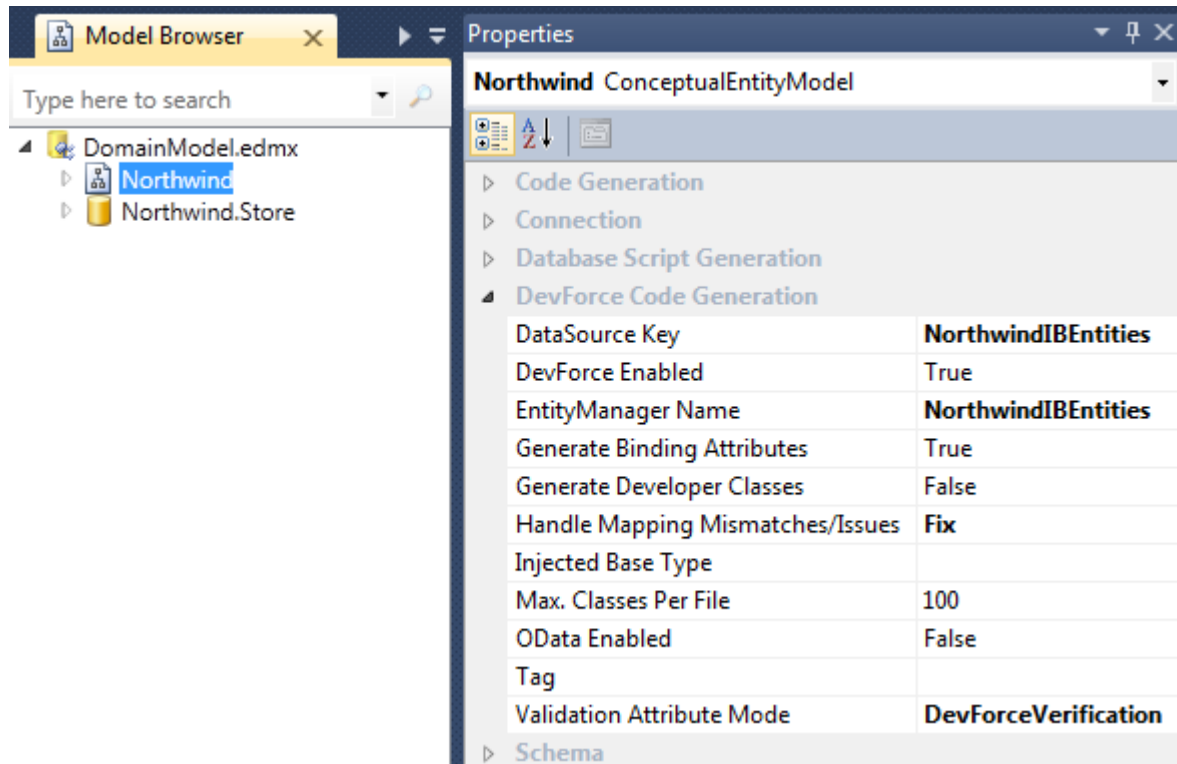 Model Browser
Type here to search
DomainModel.edmx
Northwind
Northwind.Store
Properties
Northwind ConceptualEntityModel
Code Generation
Connection
Database Script Generation
DevForce Code Generation
DataSource Key NorthwindIBEntities
DevForce Enabled True
EntityManager Name NorthwindIBEntities
Generate Binding Attributes True
Generate Developer Classes False
Handle Mapping Mismatches/Issues Fix
Injected Base Type
Max. Classes Per File 100
OData Enabled False
Tag
Validation Attribute Mode DevForceVerification
Schema